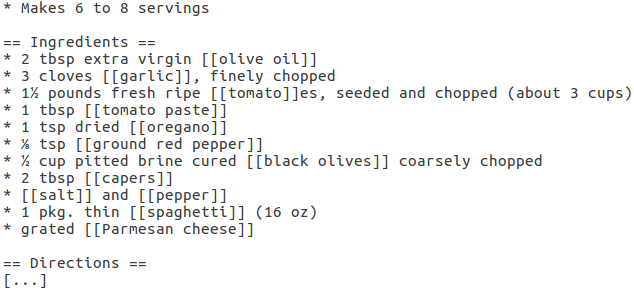 * Makes 6 to 8 servings
== Ingredients ==
* 2 tbsp extra virgin [[olive oil]]
* 3 cloves [[garlic]], finely chopped
* 1½ pounds fresh ripe [[tomato]]es, seeded and chopped (about 3 cups)
* 1 tbsp [[tomato paste]]
* 1 tsp dried [[oregano]]
* ⅛ tsp [[ground red pepper]]
* ½ cup pitted brine cured [[black olives]] coarsely chopped
* 2 tbsp [[capers]]
* [[salt]] and [[pepper]]
* 1 pkg. thin [[spaghetti]] (16 oz)
* grated [[Parmesan cheese]]
== Directions ==
[...]